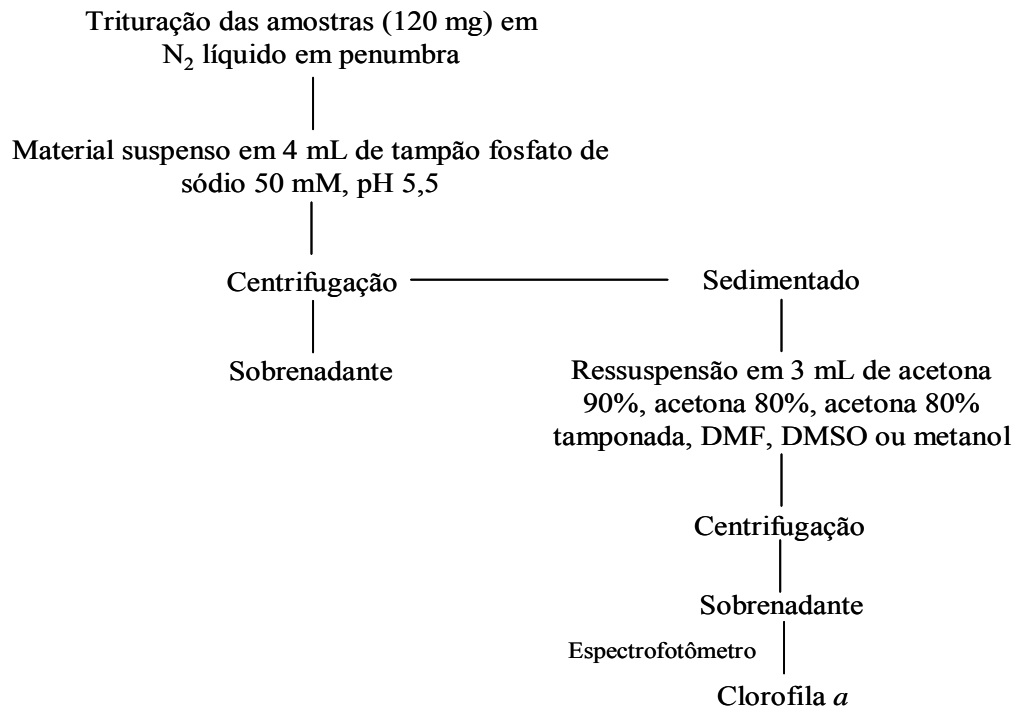 Trituração das amostras (120 mg) em
N₂ líquido em penumbra
Material suspenso em 4 mL de tampão fosfato de
sódio 50 mM, pH 5,5
Centrifugação
Sedimentado
Sobrenadante
Ressuspensão em 3 mL de acetona
90%, acetona 80%, acetona 80%
tamponada, DMF, DMSO ou metanol
Centrifugação
Sobrenadante
Espectrofotômetro
Clorofila a